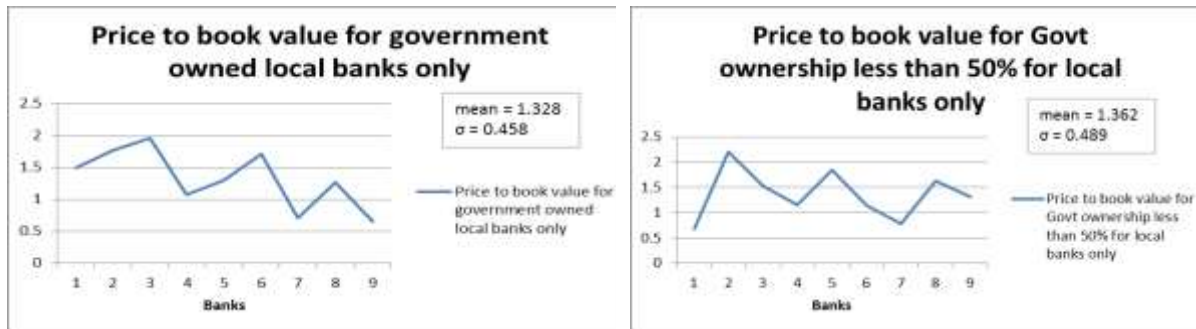 Price to book value for government
owned local banks only
mean = 1.328
σ = 0.458
2.5
2
1.5
1
0.5
0
1 2 3 4 5 6 7 8 9
Banks
Price to book value for
government owned
local banks only
Price to book value for Govt
ownership less than 50% for local
banks only
mean = 1.362
σ = 0.489
2.5
2
1.5
1
0.5
0
1 2 3 4 5 6 7 8 9
Banks
Price to book value for
Govt ownership less
than 50% for local
banks only